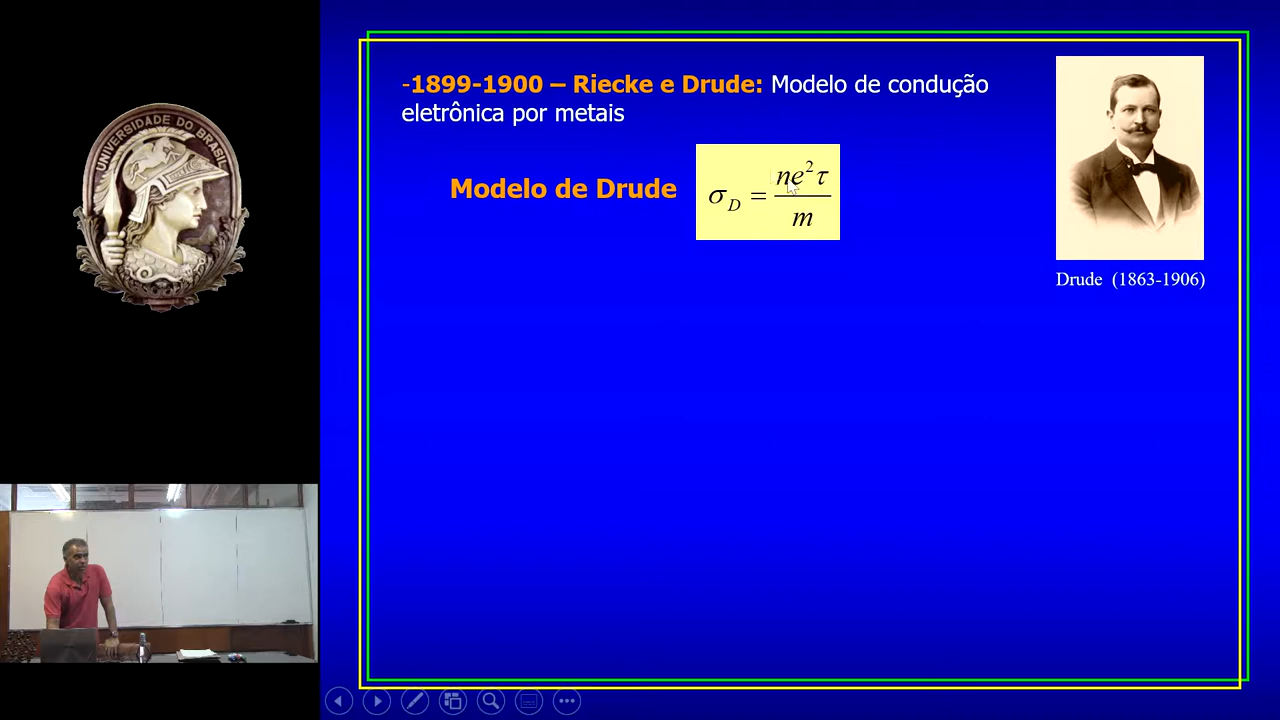 UNIVERSIDADE DO BRASIL
-1899-1900 – Riecke e Drude: Modelo de condução
eletrônica por metais
Modelo de Drude
σ_D = ne²τ / m
Drude (1863-1906)